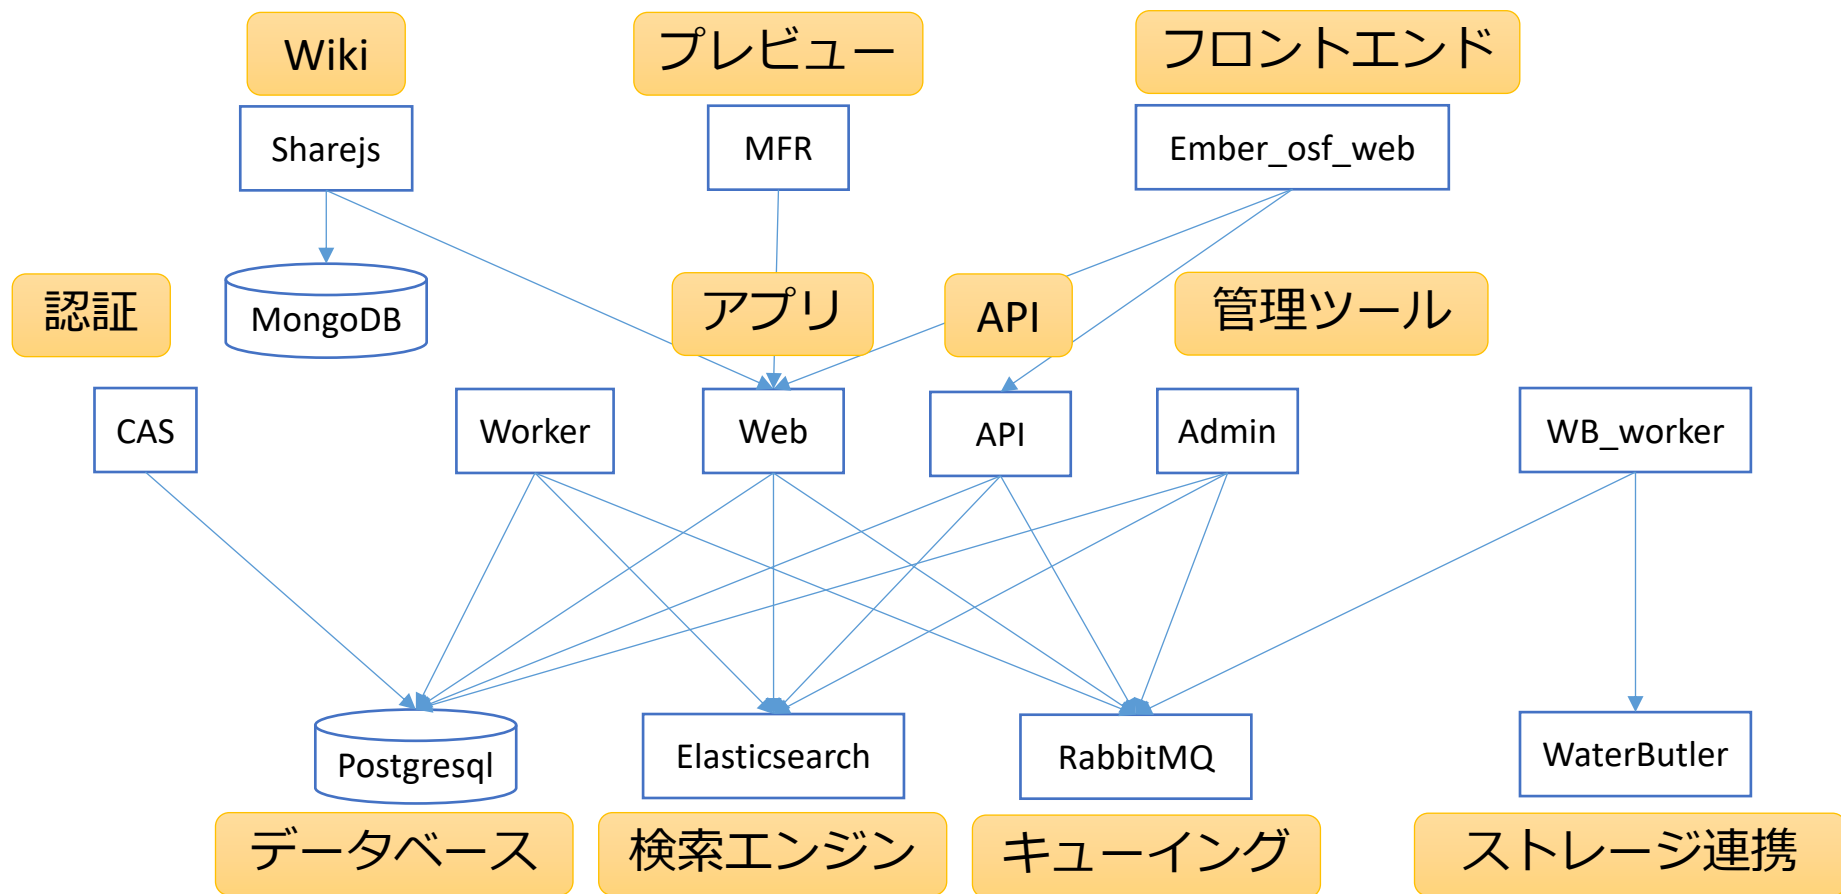 Wiki
プレビュー
フロントエンド
Sharejs
MFR
Ember_osf_web
認証
MongoDB
アプリ
API
管理ツール
CAS
Worker
Web
API
Admin
WB_worker
Postgresql
Elasticsearch
RabbitMQ
WaterButler
データベース
検索エンジン
キューイング
ストレージ連携